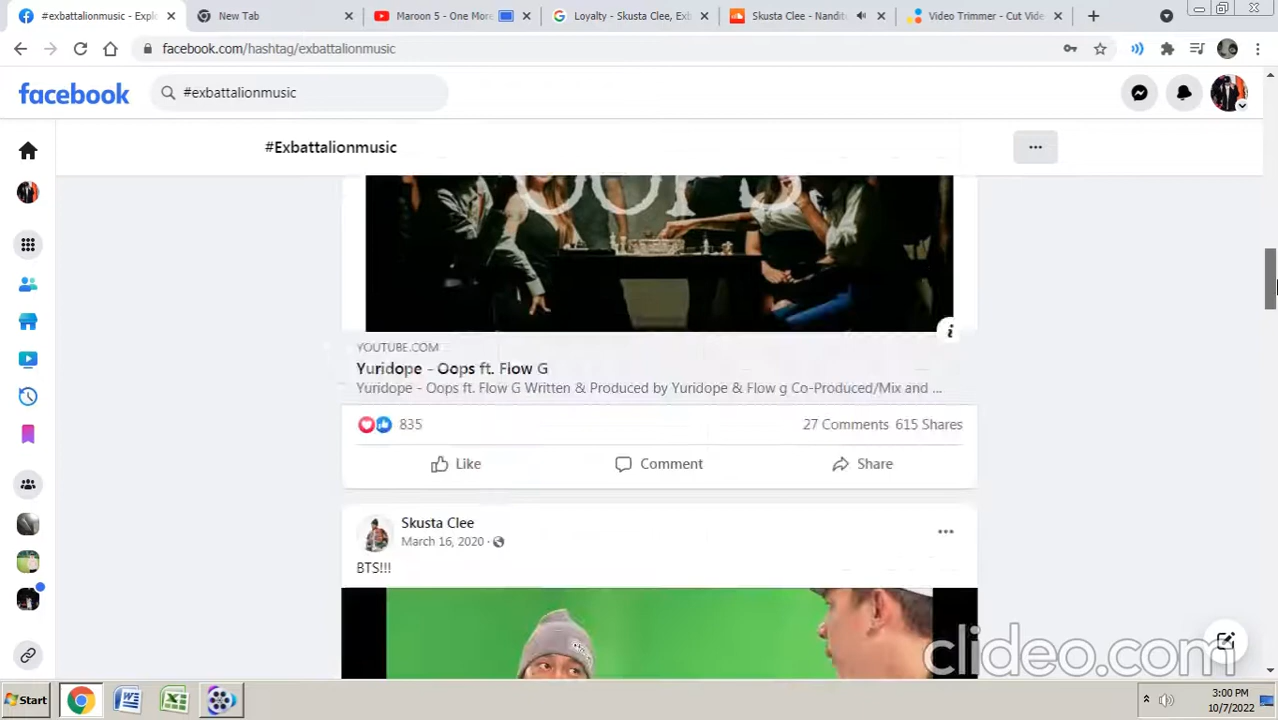 #exbattalionmusic - Explo
New Tab
Maroon 5 - One More
Loyalty - Skusta Clee, Exb
Skusta Clee - Nandit
Video Trimmer - Cut Vide
facebook.com/hashtag/exbattalionmusic
facebook
#exbattalionmusic
#Exbattalionmusic
OOPS
YOUTUBE.COM
Yuridope - Oops ft. Flow G
Yuridope - Oops ft. Flow G Written & Produced by Yuridope & Flow g Co-Produced/Mix and ...
835
27 Comments 615 Shares
Like
Comment
Share
Skusta Clee
March 16, 2020
BTS!!!
clideo.com
Start
3:00 PM
10/7/2022